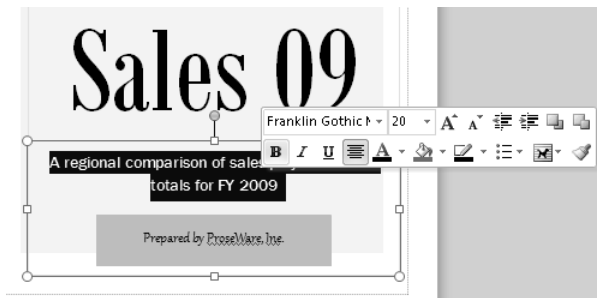 Sales 09
Franklin Gothic M
20
A A
B I U A
A regional comparison of sales
totals for FY 2009
Prepared by ProseWare, Inc.